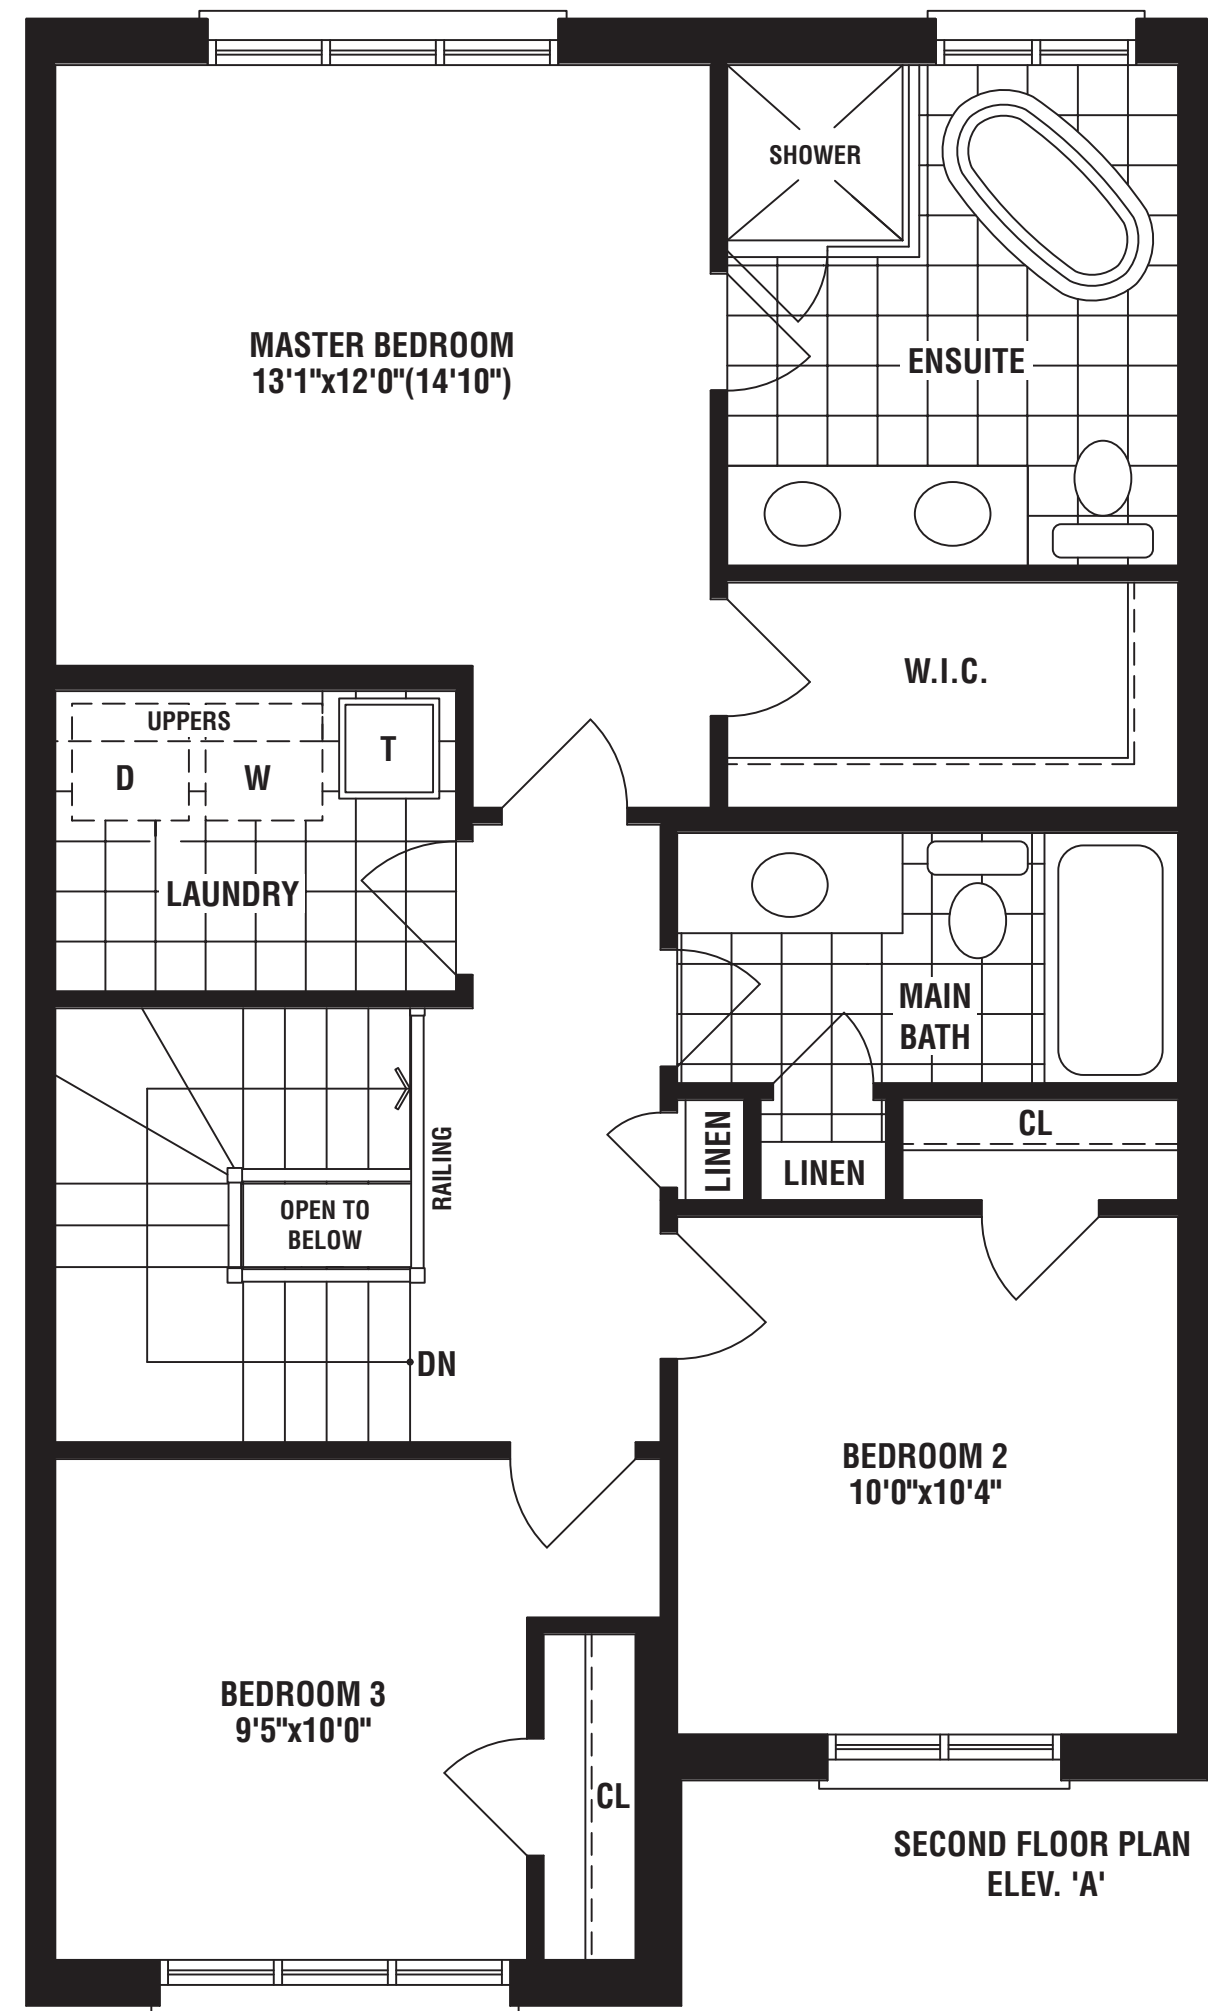 SHOWER
MASTER BEDROOM
13'1"x12'0"(14'10")
ENSUITE
W.I.C.
UPPERS
D
W
T
LAUNDRY
MAIN
BATH
LINEN
LINEN
CL
RAILING
OPEN TO
BELOW
DN
BEDROOM 2
10'0"x10'4"
BEDROOM 3
9'5"x10'0"
CL
SECOND FLOOR PLAN
ELEV. 'A'